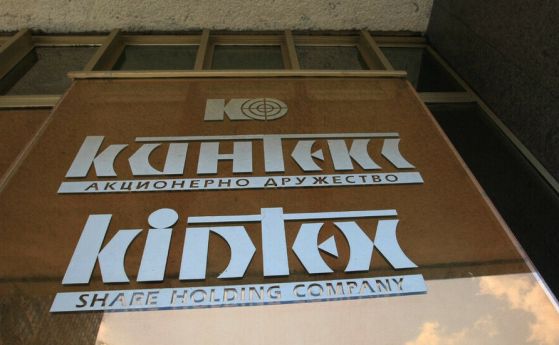 КО
КИНТЕКС
АКЦИОНЕРНО ДРУЖЕСТВО
KINTEX
SHARE HOLDING COMPANY